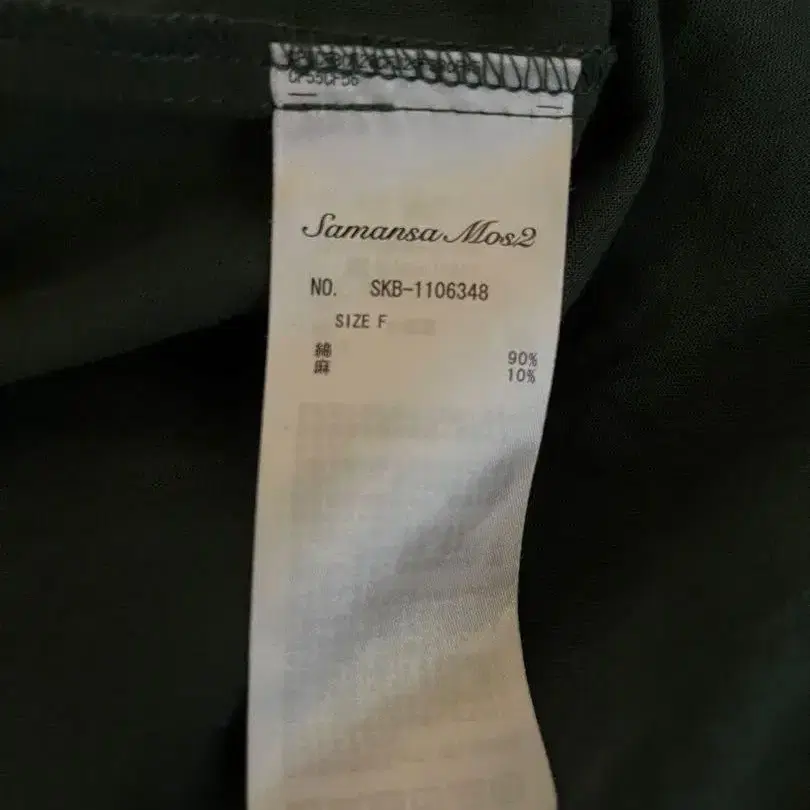 Samansa Mos2
NO. SKB-1106348
SIZE F
綿 90%
麻 10%